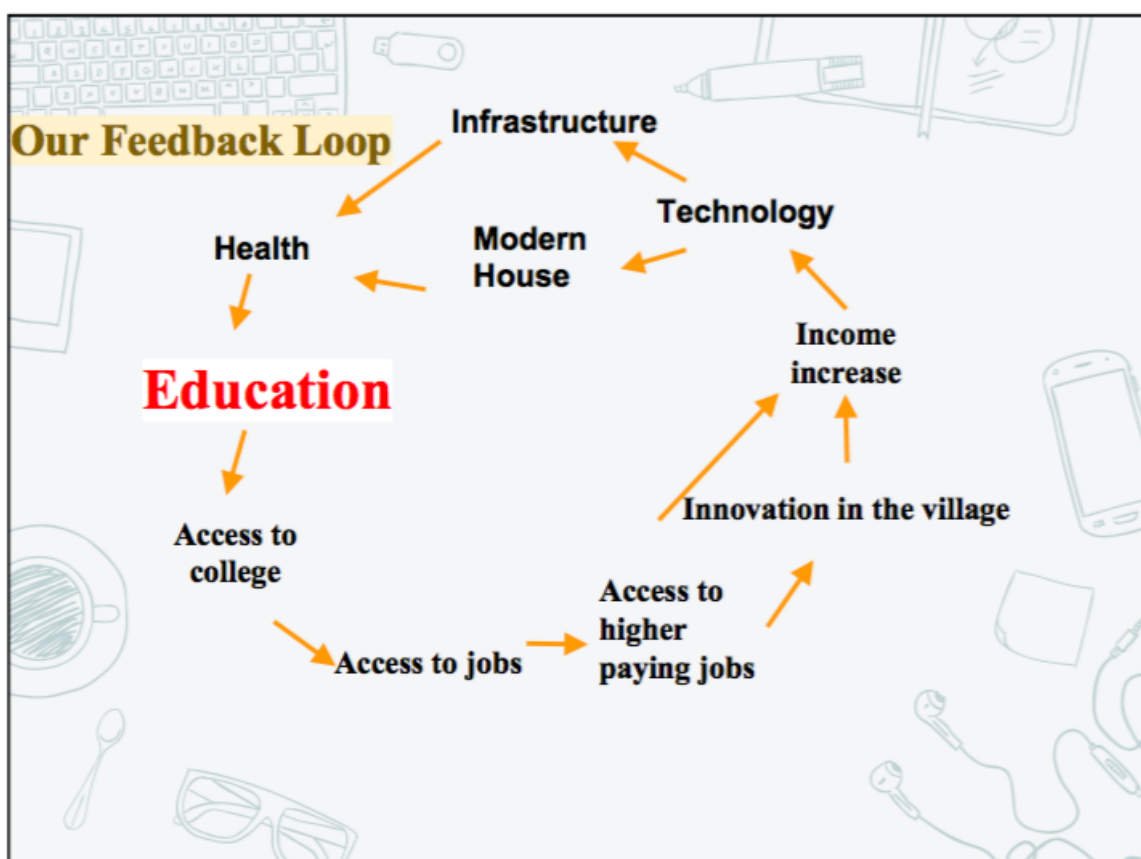 Our Feedback Loop
Infrastructure
Technology
Modern
House
Health
Income
increase
Education
Innovation in the village
Access to
college
Access to
higher
paying jobs
Access to jobs